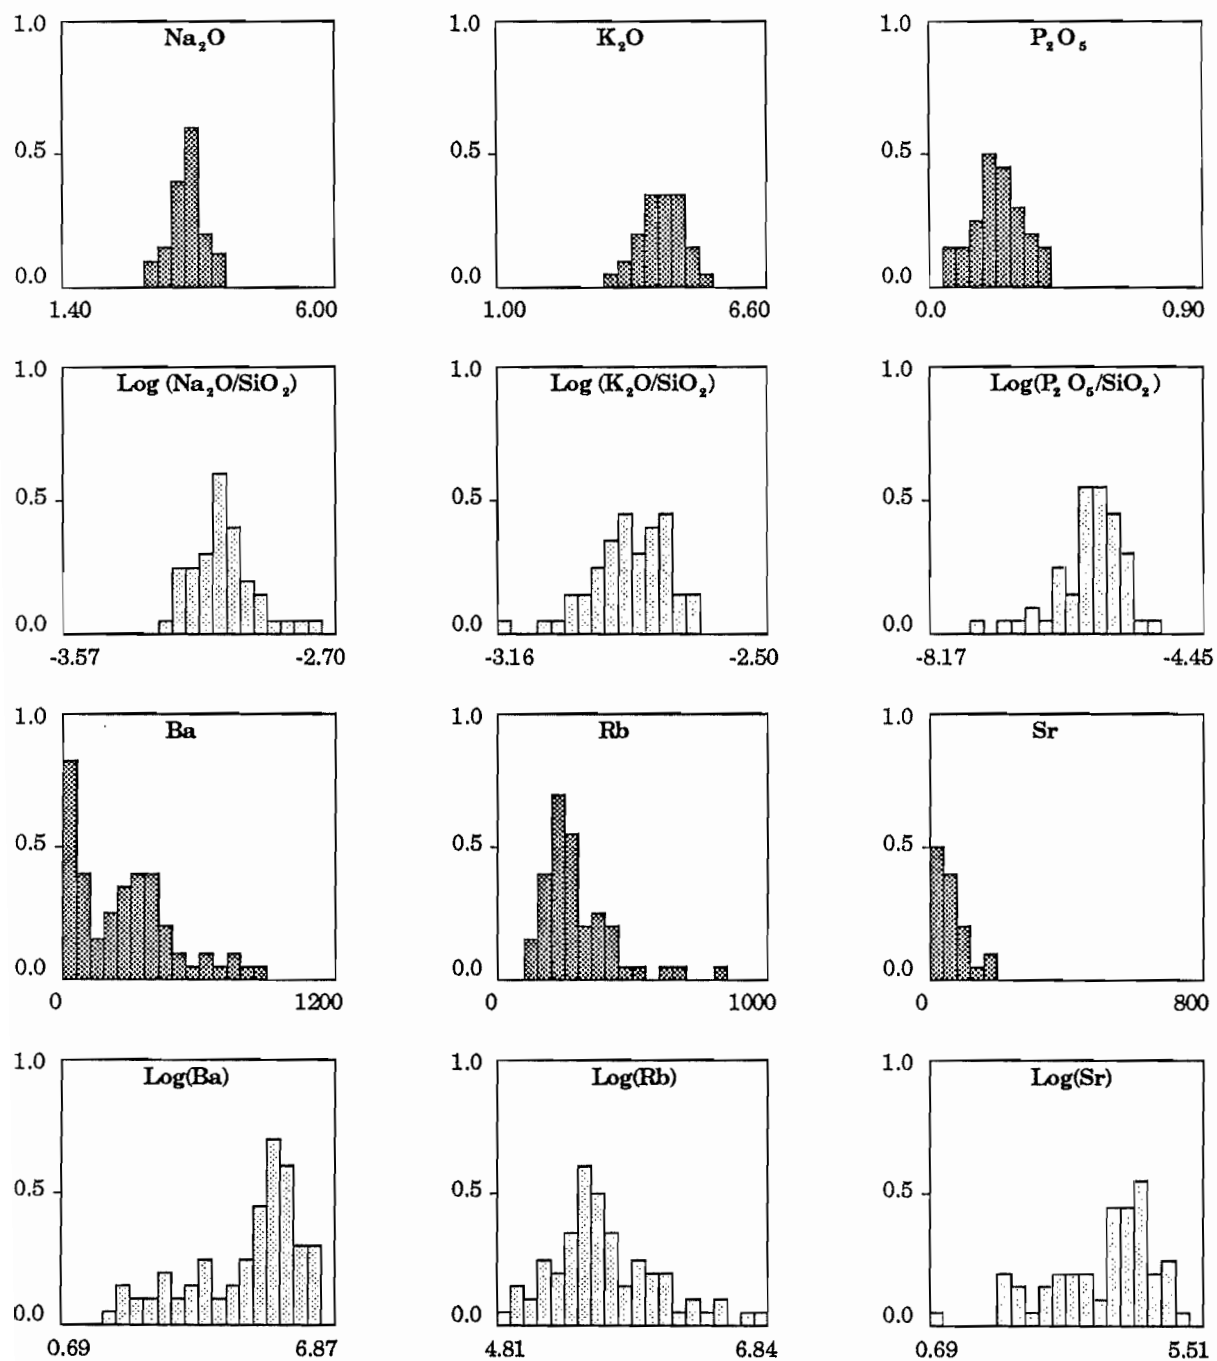 1.0 Na₂O 1.0 K₂O 1.0 P₂O₅
0.5 0.5 0.5
0.0 0.0 0.0
1.40 6.00 1.00 6.60 0.0 0.90
1.0 Log (Na₂O/SiO₂) 1.0 Log (K₂O/SiO₂) 1.0 Log(P₂O₅/SiO₂)
0.5 0.5 0.5
0.0 0.0 0.0
-3.57 -2.70 -3.16 -2.50 -8.17 -4.45
1.0 Ba 1.0 Rb 1.0 Sr
0.5 0.5 0.5
0.0 0.0 0.0
0 1200 0 1000 0 800
1.0 Log(Ba) 1.0 Log(Rb) 1.0 Log(Sr)
0.5 0.5 0.5
0.0 0.0 0.0
0.69 6.87 4.81 6.84 0.69 5.51